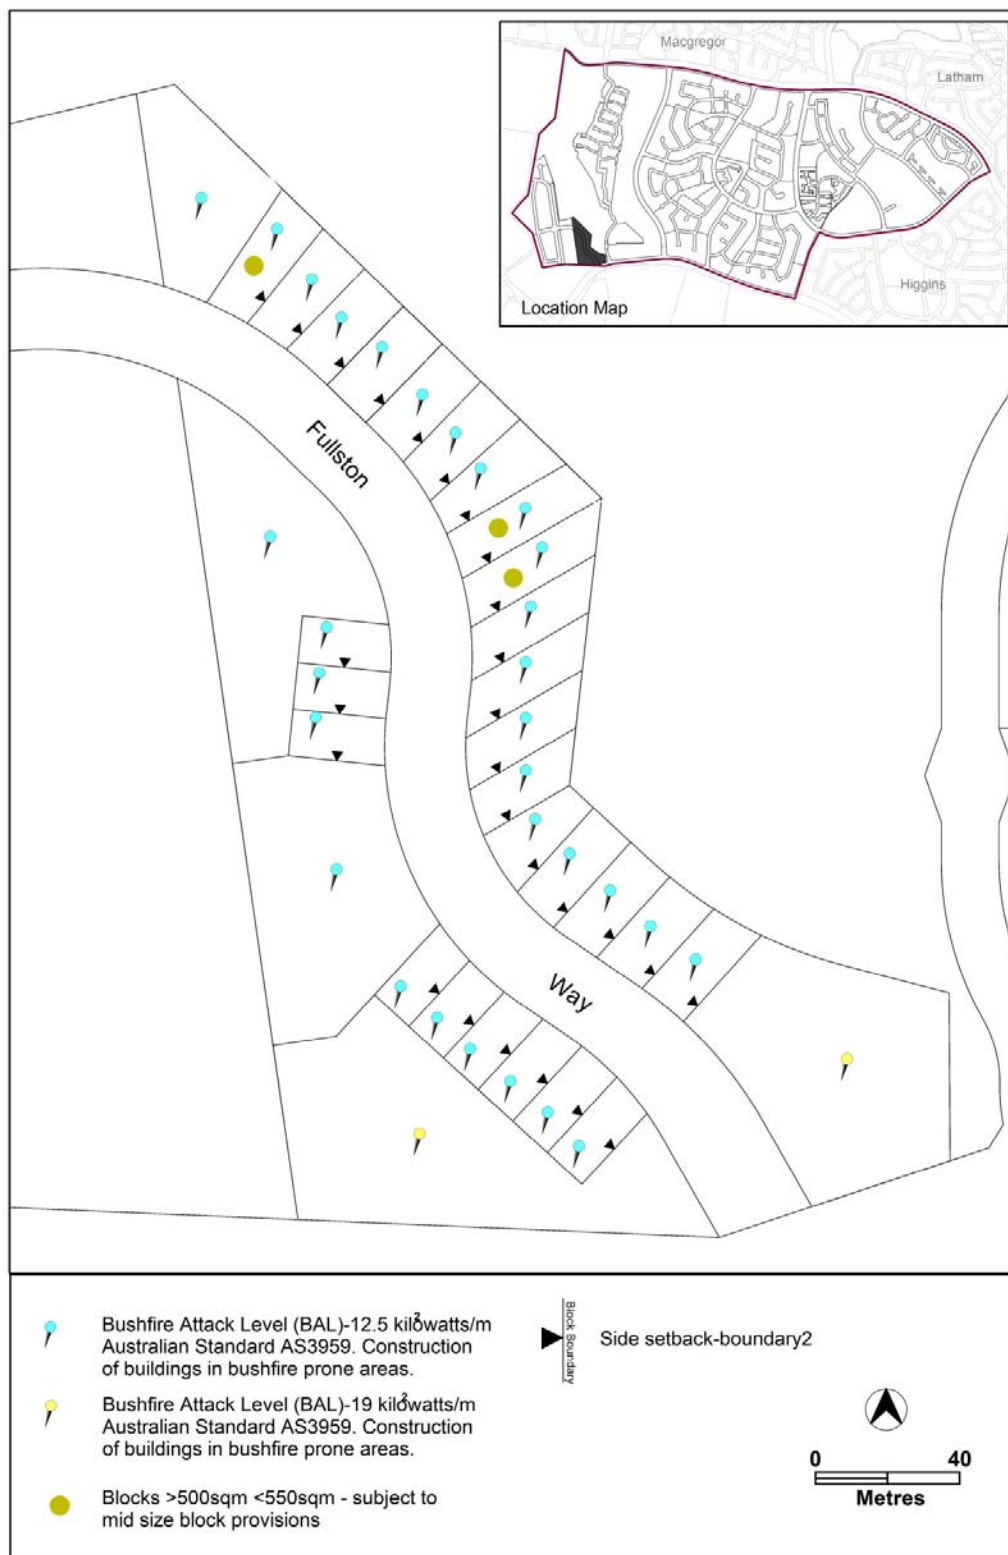 Macgregor
Latham
Higgins
Location Map
Fullston
Way
Bushfire Attack Level (BAL)-12.5 kilowatts/m²
Australian Standard AS3959. Construction
of buildings in bushfire prone areas.
Bushfire Attack Level (BAL)-19 kilowatts/m²
Australian Standard AS3959. Construction
of buildings in bushfire prone areas.
Blocks >500sqm <550sqm - subject to
mid size block provisions
Block Boundary
Side setback-boundary2
0 40
Metres